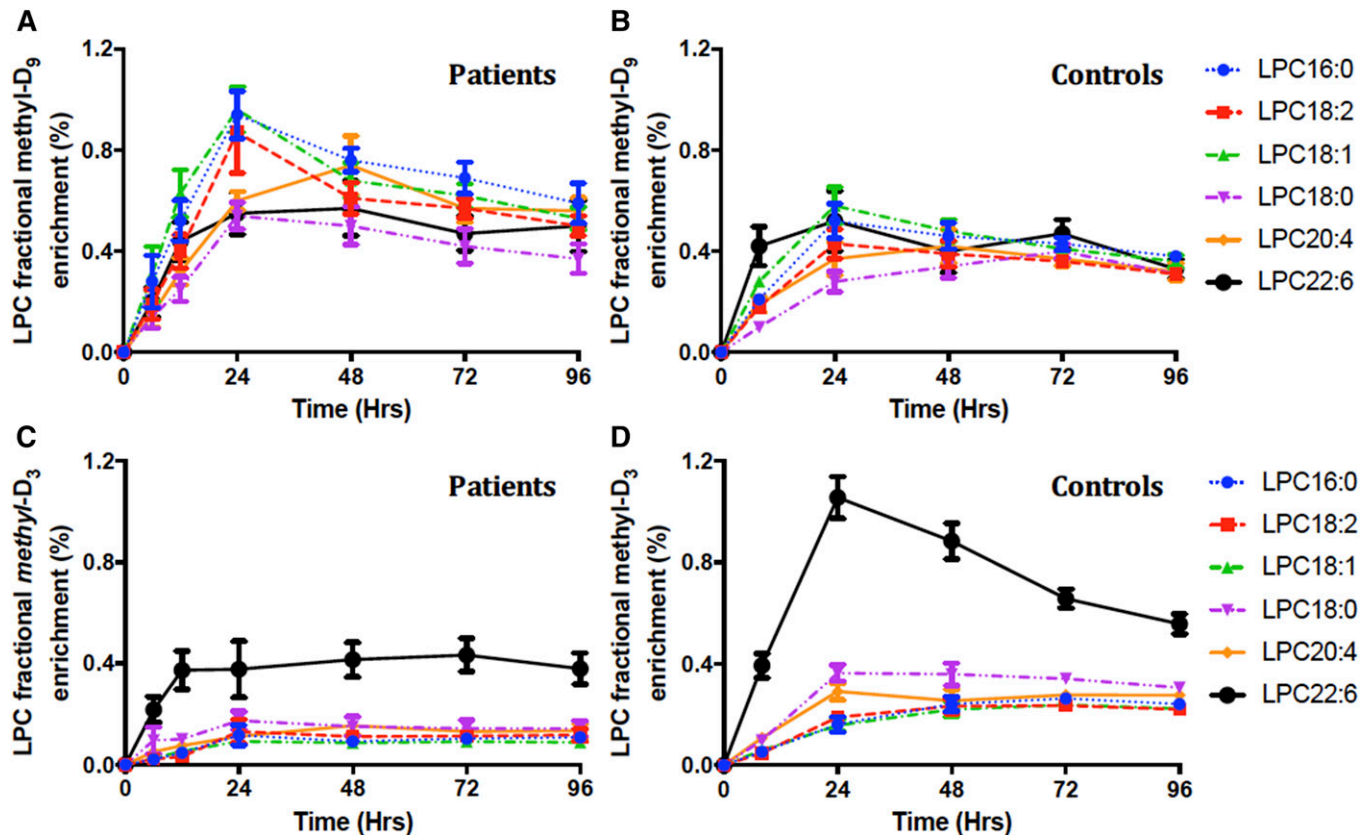 A
LPC fractional methyl-D9
enrichment (%)
1.2
0.8
0.4
0.0
Patients
0 24 48 72 96
Time (Hrs)
B
LPC fractional methyl-D9
enrichment (%)
1.2
0.8
0.4
0.0
Controls
0 24 48 72 96
Time (Hrs)
LPC16:0
LPC18:2
LPC18:1
LPC18:0
LPC20:4
LPC22:6
C
LPC fractional methyl-D3
enrichment (%)
1.2
0.8
0.4
0.0
Patients
0 24 48 72 96
Time (Hrs)
D
LPC fractional methyl-D3
enrichment (%)
1.2
0.8
0.4
0.0
Controls
0 24 48 72 96
Time (Hrs)
LPC16:0
LPC18:2
LPC18:1
LPC18:0
LPC20:4
LPC22:6